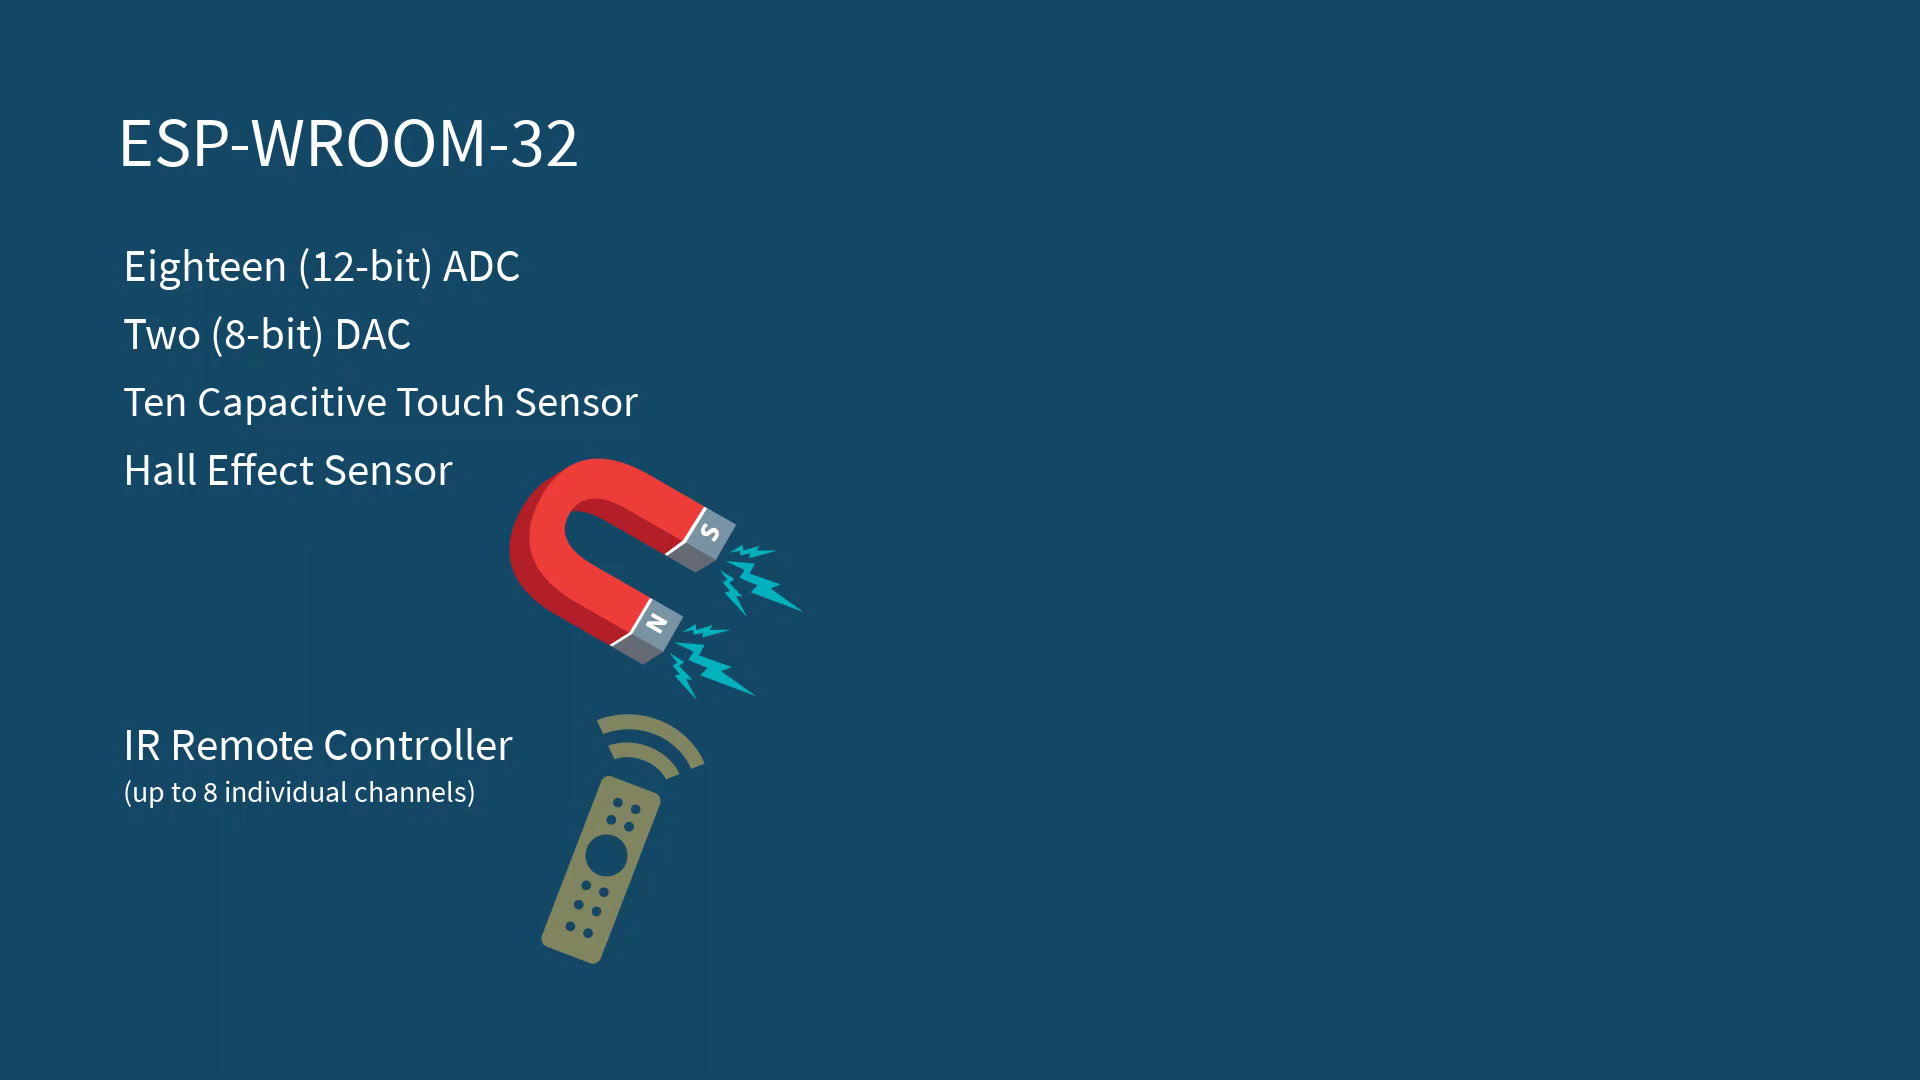 ESP-WROOM-32
Eighteen (12-bit) ADC
Two (8-bit) DAC
Ten Capacitive Touch Sensor
Hall Effect Sensor
S
N
IR Remote Controller
(up to 8 individual channels)